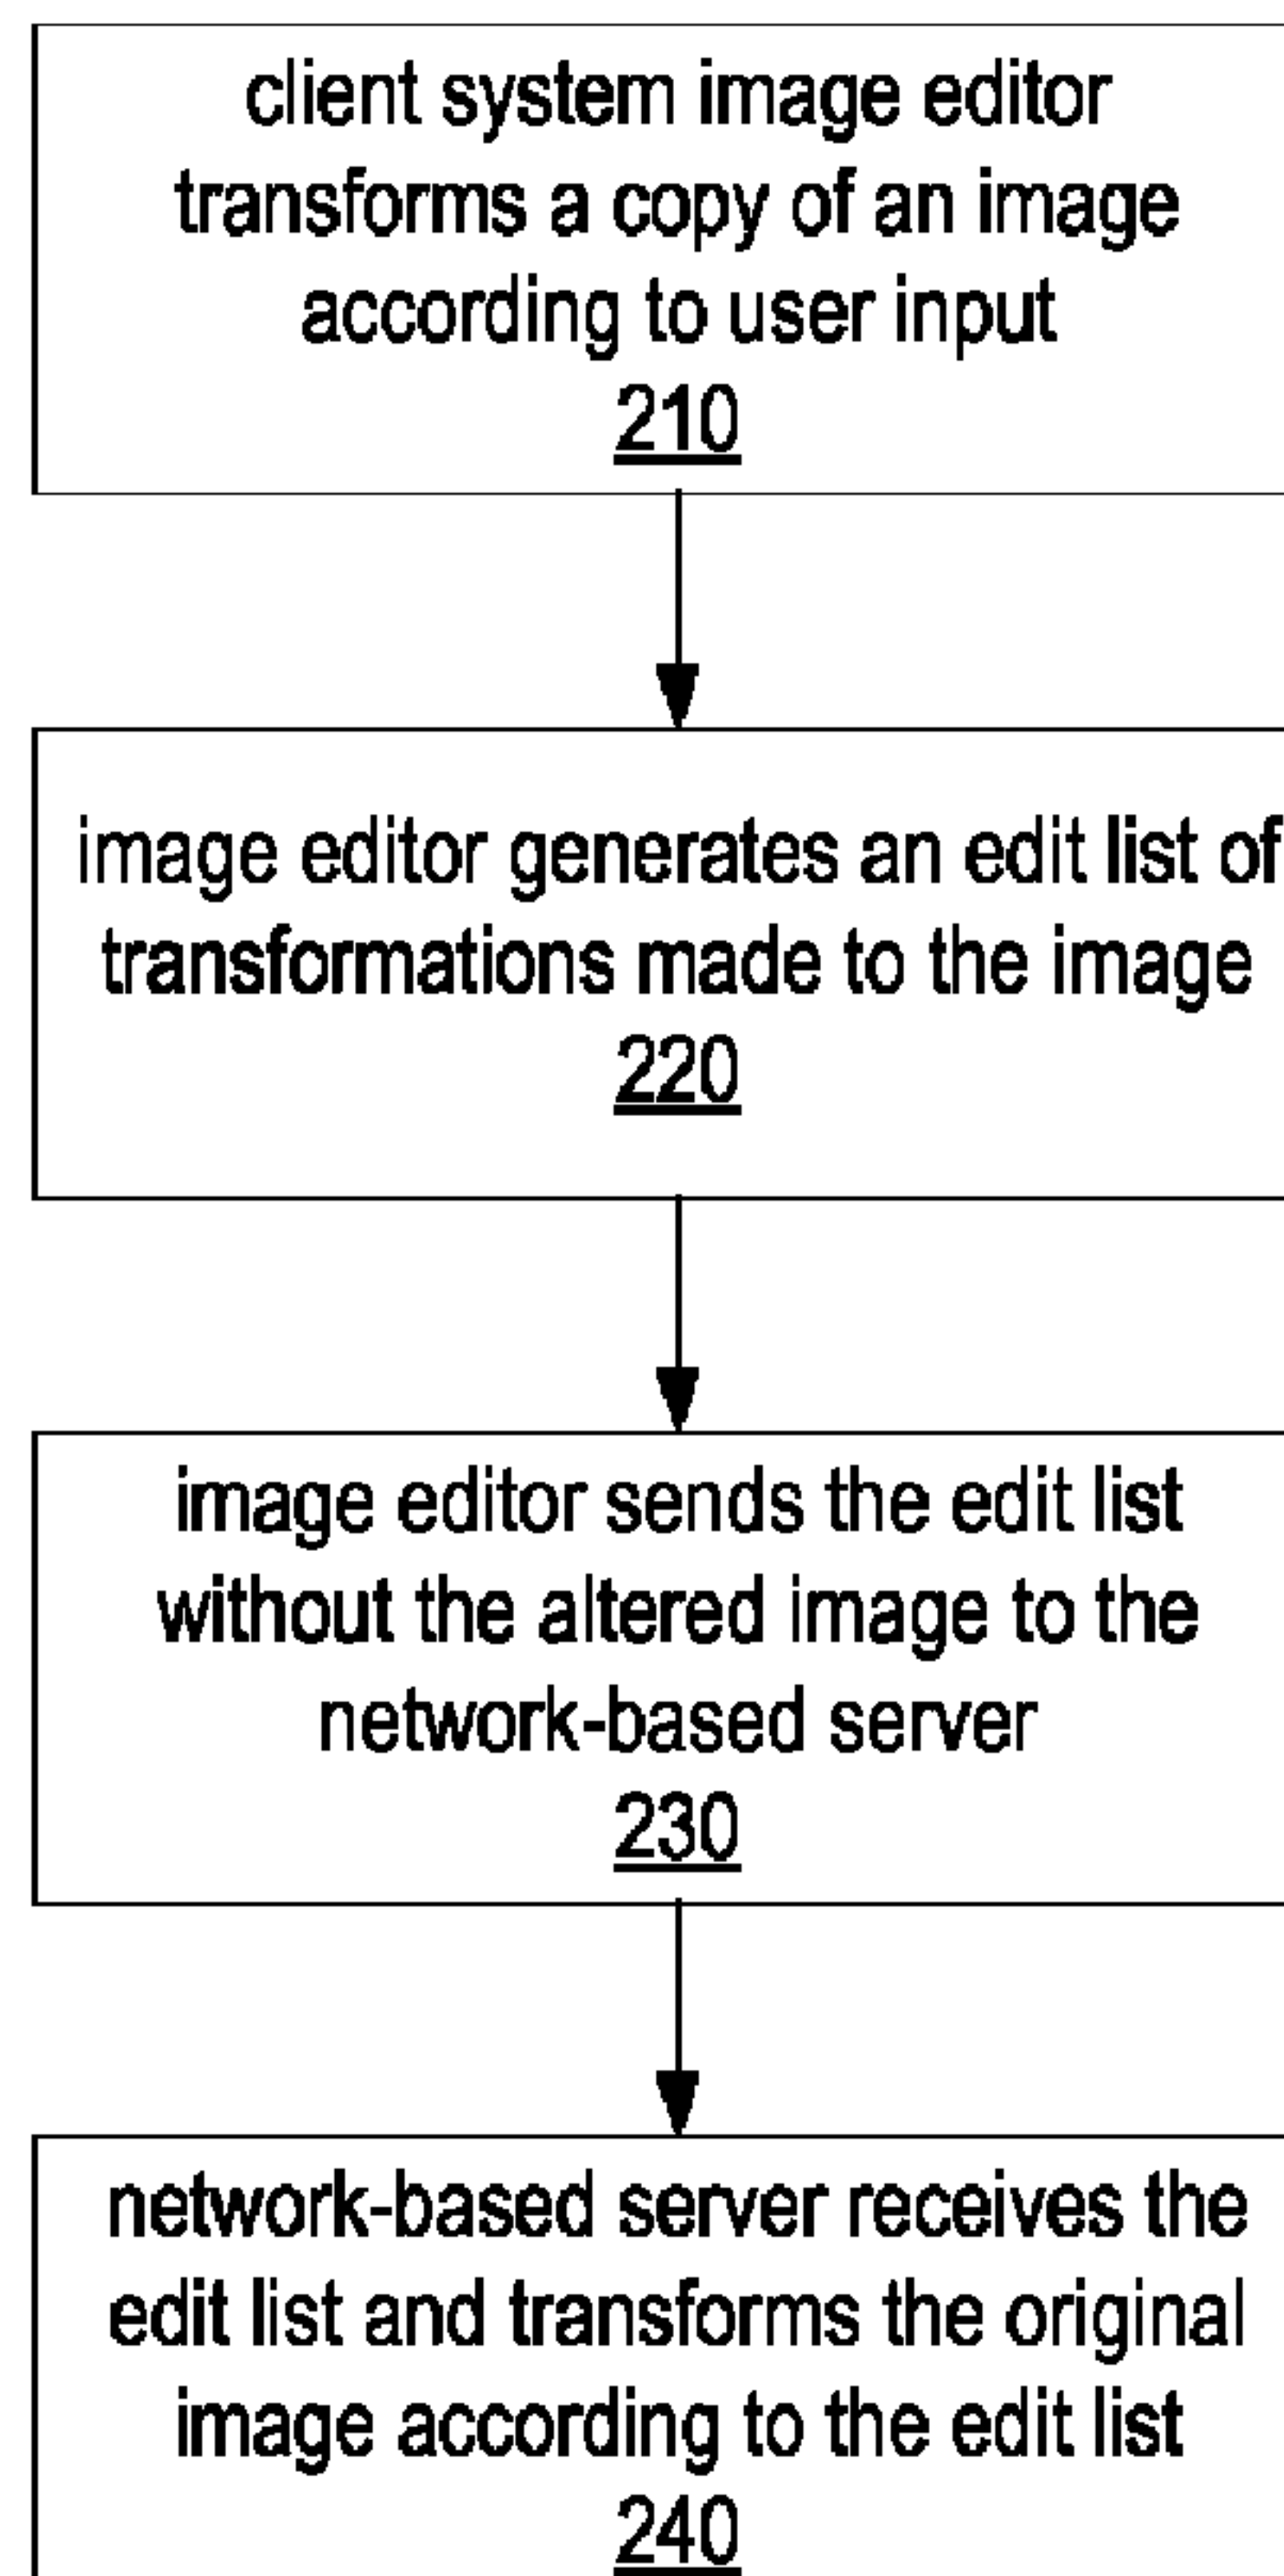 client system image editor
transforms a copy of an image
according to user input
210
image editor generates an edit list of
transformations made to the image
220
image editor sends the edit list
without the altered image to the
network-based server
230
network-based server receives the
edit list and transforms the original
image according to the edit list
240